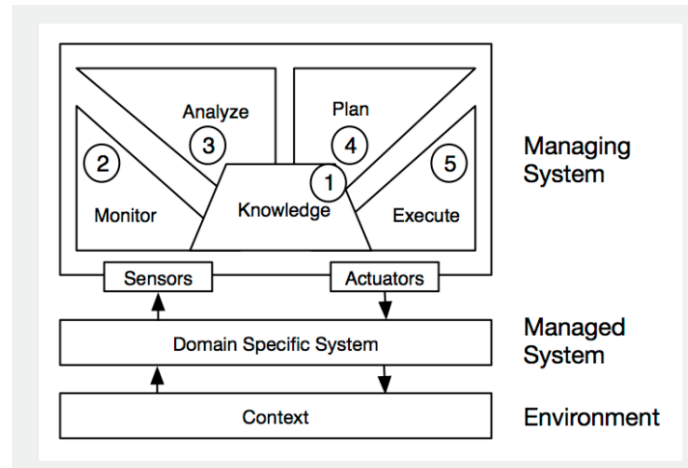 Analyze
Plan
3
4
2
5
1
Monitor
Knowledge
Execute
Managing
System
Sensors
Actuators
Domain Specific System
Managed
System
Context
Environment